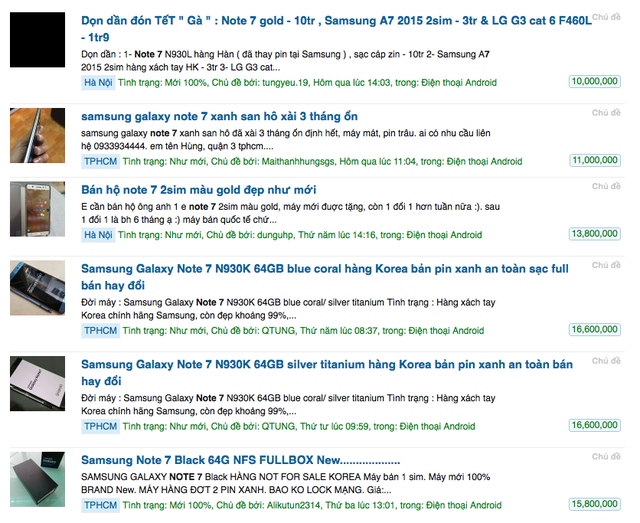 Dọn dần đón TếT " Gà " : Note 7 gold - 10tr , Samsung A7 2015 2sim - 3tr & LG G3 cat 6 F460L
- 1tr9
Chủ đề
Dọn dần : 1- Note 7 N930L hàng Hàn ( đã thay pin tại Samsung ) , sạc cáp zin - 10tr 2- Samsung A7
2015 2sim hàng xách tay HK - 3tr 3- LG G3 cat...
Hà Nội Tình trạng: Mới 100%, Chủ đề bởi: tungyeu.19, Hôm qua lúc 14:03, trong: Điện thoại Android
10,000,000
samsung galaxy note 7 xanh san hô xài 3 tháng ổn
Chủ đề
samsung galaxy note 7 xanh san hô đã xài 3 tháng ổn định hết, máy mát, pin trâu. ai có nhu cầu liên
hệ 0933934444. em tên Hùng, quận 3 tphcm....
TPHCM Tình trạng: Như mới, Chủ đề bởi: Maithanhhungsgs, Hôm qua lúc 11:04, trong: Điện thoại Android
11,000,000
Bán hộ note 7 2sim màu gold đẹp như mới
Chủ đề
E cần bán hộ ông anh 1 e note 7 2sim màu gold, máy mới được tặng, còn 1 đổi 1 hơn tuần nữa :). sau
1 đổi 1 là bh 6 tháng ạ :) máy bán quốc tế chứ...
Hà Nội Tình trạng: Như mới, Chủ đề bởi: dunguhp, Thứ năm lúc 14:16, trong: Điện thoại Android
13,800,000
Samsung Galaxy Note 7 N930K 64GB blue coral hàng Korea bản pin xanh an toàn sạc full
bán hay đổi
Chủ đề
Đời máy : Samsung Galaxy Note 7 N930K 64GB blue coral/ silver titanium Tình trạng : Hàng xách tay
Korea chính hãng Samsung, còn đẹp khoảng 99%,...
TPHCM Tình trạng: Như mới, Chủ đề bởi: QTUNG, Thứ năm lúc 08:37, trong: Điện thoại Android
16,600,000
Samsung Galaxy Note 7 N930K 64GB silver titanium hàng Korea bản pin xanh an toàn bán
hay đổi
Chủ đề
Đời máy : Samsung Galaxy Note 7 N930K 64GB blue coral/ silver titanium Tình trạng : Hàng xách tay
Korea chính hãng Samsung, còn đẹp khoảng 99%,...
TPHCM Tình trạng: Như mới, Chủ đề bởi: QTUNG, Thứ tư lúc 09:59, trong: Điện thoại Android
16,600,000
Samsung Note 7 Black 64G NFS FULLBOX New...................
Chủ đề
SAMSUNG GALAXY NOTE 7 Black HÀNG NOT FOR SALE KOREA Máy bán 1 sim. Máy mới 100%
BRAND New. MÁY HÀNG ĐỢT 2 PIN XANH. BAO KO LOCK MẠNG. Giá:...
TPHCM Tình trạng: Mới 100%, Chủ đề bởi: Alikutun2314, Thứ ba lúc 13:01, trong: Điện thoại Android
15,800,000